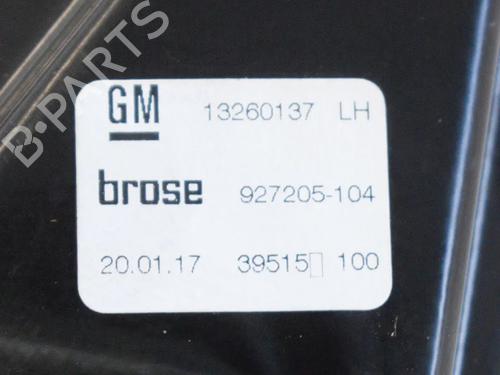 GM 13260137 LH
brose 927205-104
20.01.17 39515▯ 100
B-PARTS